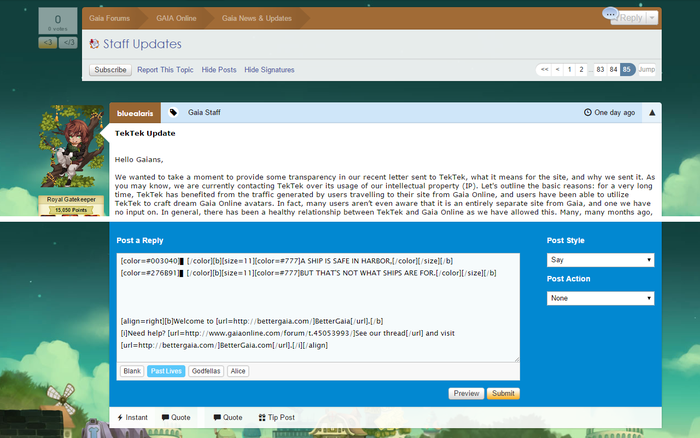 0
0 votes
<3 </3
Gaia Forums GAIA Online Gaia News & Updates
Reply
Staff Updates
Subscribe Report This Topic Hide Posts Hide Signatures
<< < 1 2 ... 83 84 85 Jump
bluealaris Gaia Staff One day ago
Royal Gatekeeper
15,850 Points
TekTek Update
Hello Gaians,
We wanted to take a moment to provide some transparency in our recent letter sent to TekTek, what it means for the site, and why we sent it. As
you may know, we are currently contacting TekTek over its usage of our intellectual property (IP). Let's outline the basic reasons: for a very long
time, TekTek has benefited from the traffic generated by users travelling to their site from Gaia Online, and users have been able to utilize
TekTek to craft dream Gaia Online avatars. In fact, many users aren't even aware that it is an entirely separate site from Gaia, and one we have
no input on. In general, there has been a healthy relationship between TekTek and Gaia Online as we have allowed this. Many, many months ago,
Post a Reply
[color=#003040]█ [/color][b][size=11][color=#777]A SHIP IS SAFE IN HARBOR,[/color][/size][/b]
[color=#276B91]█ [/color][b][size=11][color=#777]BUT THAT'S NOT WHAT SHIPS ARE FOR.[/color][/size][/b]
[align=right][b]Welcome to [url=http://bettergaia.com/]BetterGaia[/url].[/b]
[i]Need help? [url=http://www.gaiaonline.com/forum/t.45053993/]See our thread[/url] and visit
[url=http://bettergaia.com/]BetterGaia.com[/url].[/i][/align]
Blank Past Lives Godfellas Alice
Post Style
Say
Post Action
None
Preview Submit
Instant Quote Quote Tip Post